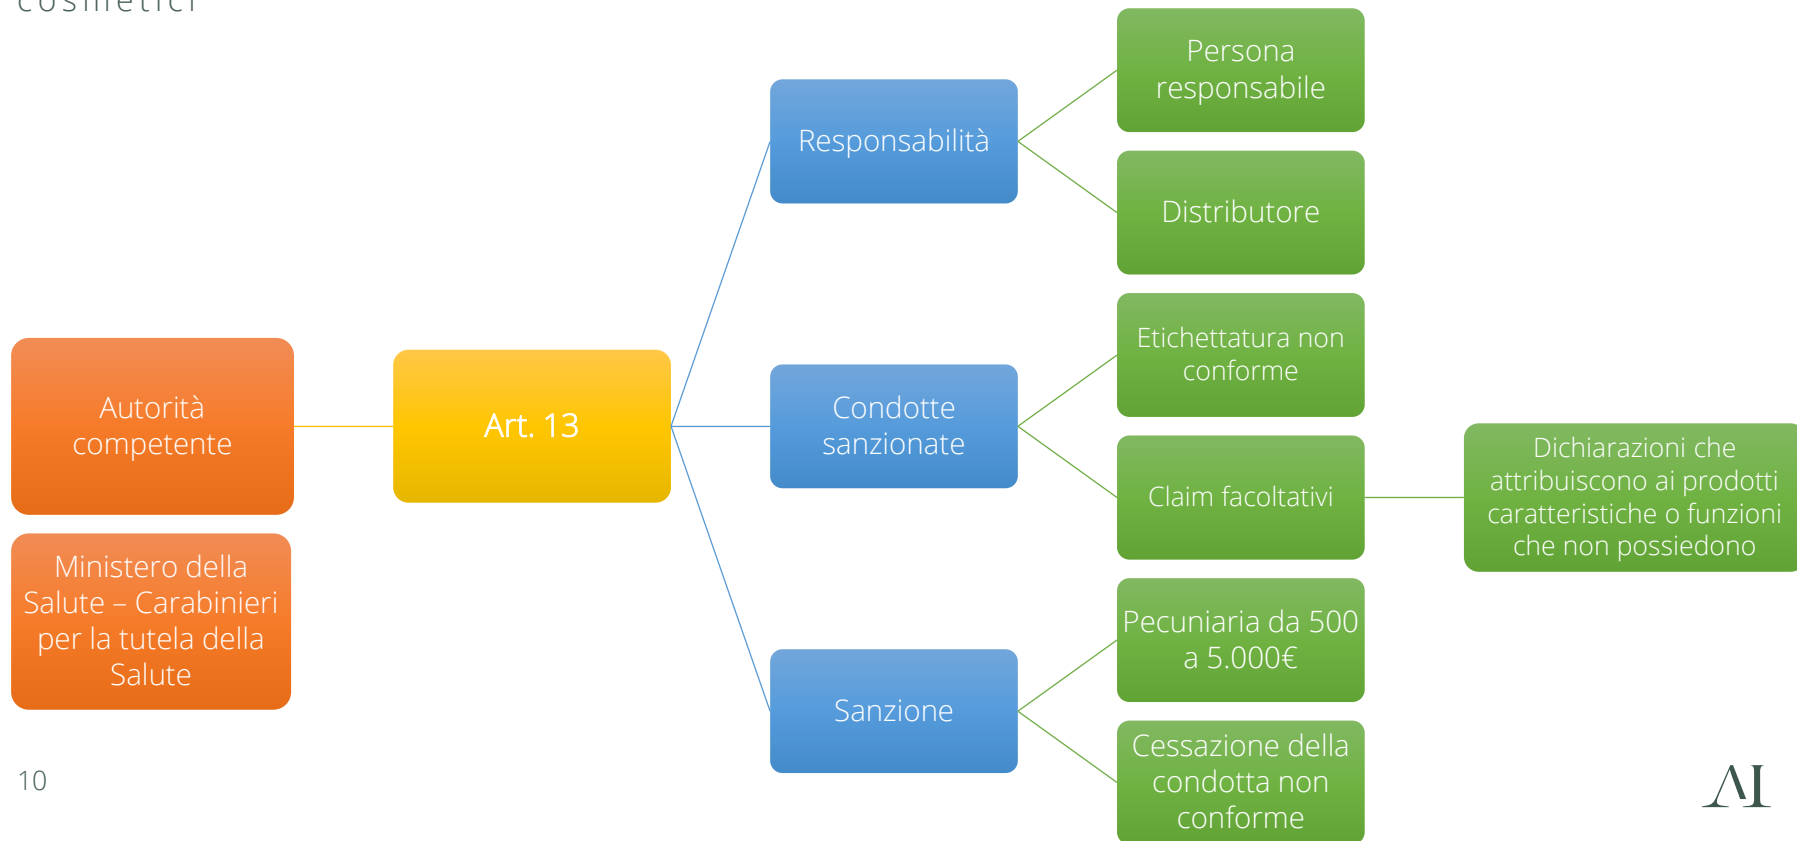 cosmetici
Persona
responsabile
Responsabilità
Distributore
Etichettatura non
conforme
Autorità
competente
Art. 13
Condotte
sanzionate
Claim facoltativi
Dichiarazioni che
attribuiscono ai prodotti
caratteristiche o funzioni
che non possiedono
Ministero della
Salute – Carabinieri
per la tutela della
Salute
Pecuniaria da 500
a 5.000€
Sanzione
Cessazione della
condotta non
conforme
10
AI